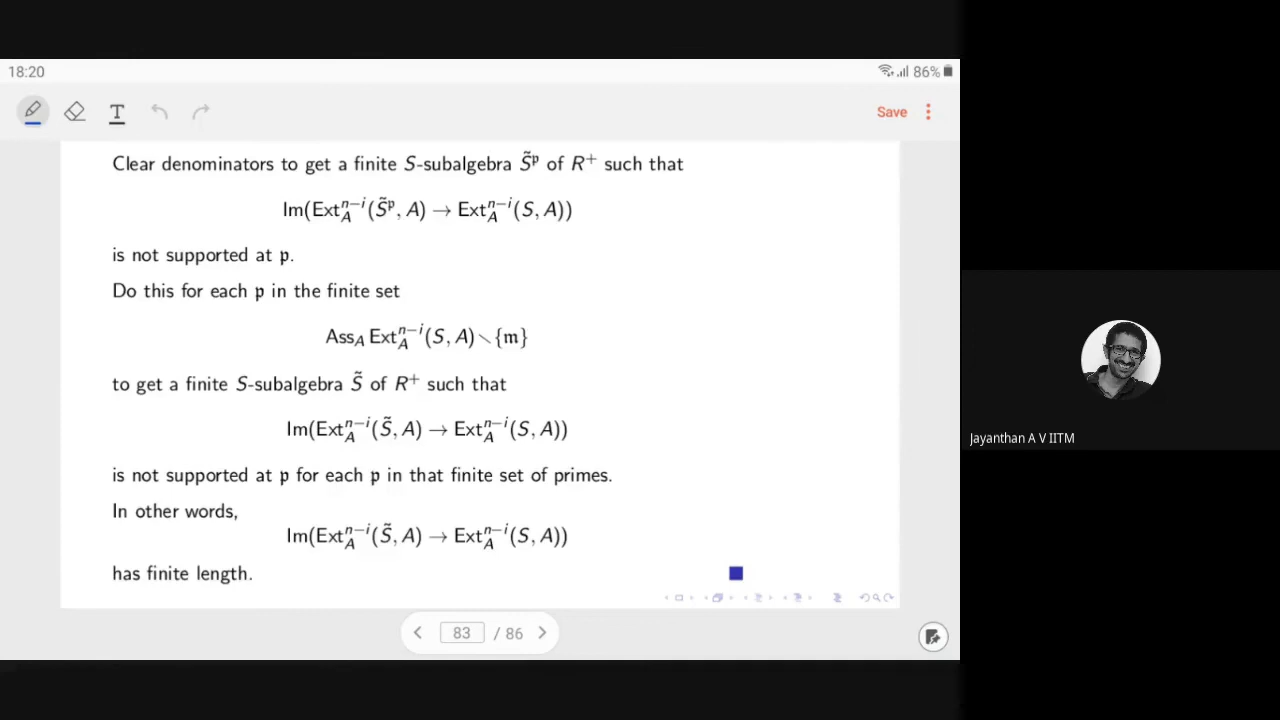 18:20
86%
T
Save
Clear denominators to get a finite S-subalgebra S̃^𝔭 of R⁺ such that
Im(Ext_A^{n−i}(S̃^𝔭, A) → Ext_A^{n−i}(S, A))
is not supported at 𝔭.
Do this for each 𝔭 in the finite set
Ass_A Ext_A^{n−i}(S, A) ∖ {𝔪}
to get a finite S-subalgebra S̃ of R⁺ such that
Im(Ext_A^{n−i}(S̃, A) → Ext_A^{n−i}(S, A))
is not supported at 𝔭 for each 𝔭 in that finite set of primes.
In other words,
Im(Ext_A^{n−i}(S̃, A) → Ext_A^{n−i}(S, A))
has finite length.
83 / 86
Jayanthan A V IITM